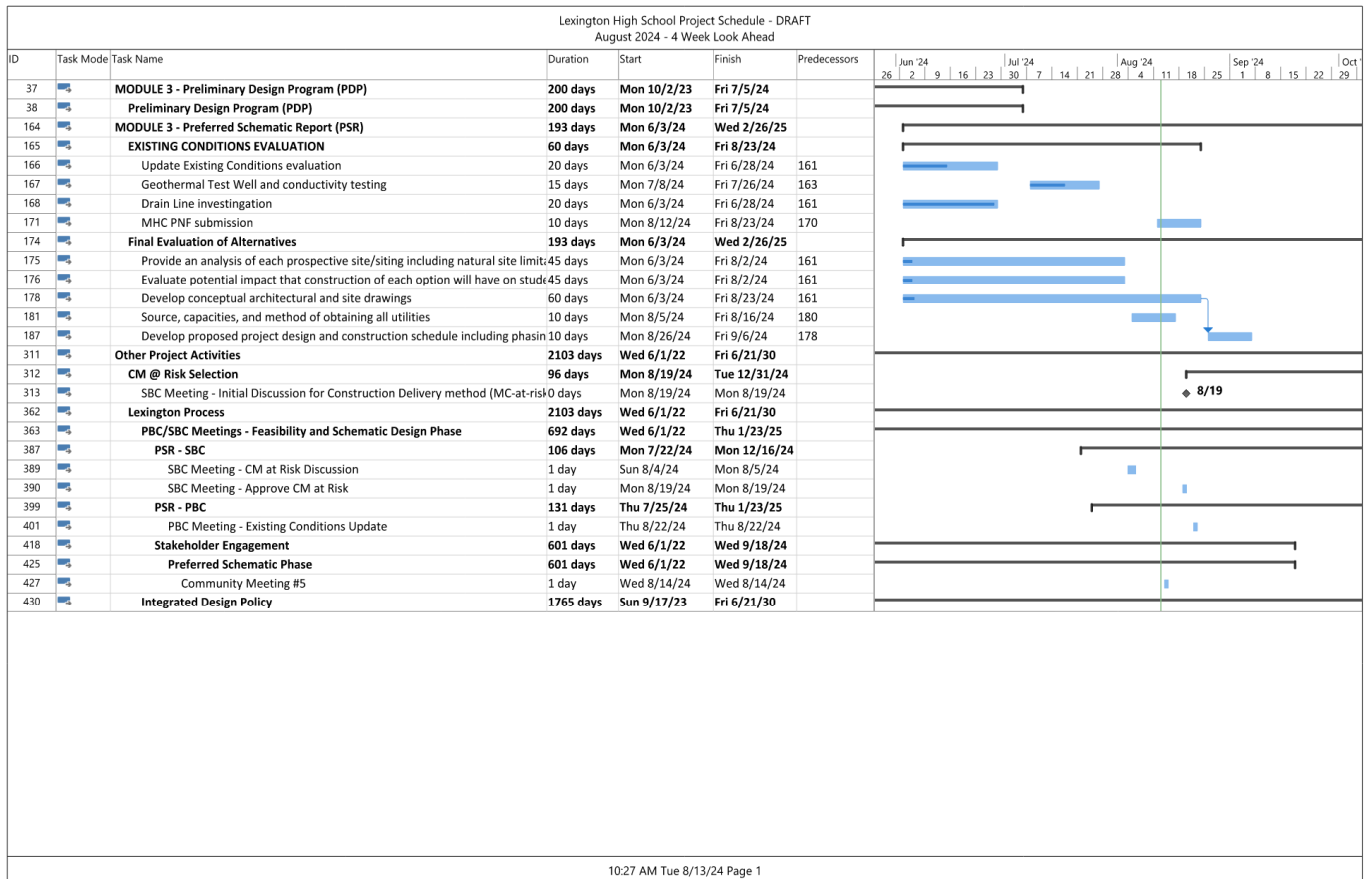 Lexington High School Project Schedule - DRAFT
August 2024 - 4 Week Look Ahead
ID Task Mode Task Name Duration Start Finish Predecessors
Jun '24 Jul '24 Aug '24 Sep '24 Oct '
26 2 9 16 23 30 7 14 21 28 4 11 18 25 1 8 15 22 29
37 MODULE 3 - Preliminary Design Program (PDP) 200 days Mon 10/2/23 Fri 7/5/24
38 Preliminary Design Program (PDP) 200 days Mon 10/2/23 Fri 7/5/24
164 MODULE 3 - Preferred Schematic Report (PSR) 193 days Mon 6/3/24 Wed 2/26/25
165 EXISTING CONDITIONS EVALUATION 60 days Mon 6/3/24 Fri 8/23/24
166 Update Existing Conditions evaluation 20 days Mon 6/3/24 Fri 6/28/24 161
167 Geothermal Test Well and conductivity testing 15 days Mon 7/8/24 Fri 7/26/24 163
168 Drain Line investingation 20 days Mon 6/3/24 Fri 6/28/24 161
171 MHC PNF submission 10 days Mon 8/12/24 Fri 8/23/24 170
174 Final Evaluation of Alternatives 193 days Mon 6/3/24 Wed 2/26/25
175 Provide an analysis of each prospective site/siting including natural site limita 45 days Mon 6/3/24 Fri 8/2/24 161
176 Evaluate potential impact that construction of each option will have on stude 45 days Mon 6/3/24 Fri 8/2/24 161
178 Develop conceptual architectural and site drawings 60 days Mon 6/3/24 Fri 8/23/24 161
181 Source, capacities, and method of obtaining all utilities 10 days Mon 8/5/24 Fri 8/16/24 180
187 Develop proposed project design and construction schedule including phasin 10 days Mon 8/26/24 Fri 9/6/24 178
311 Other Project Activities 2103 days Wed 6/1/22 Fri 6/21/30
312 CM @ Risk Selection 96 days Mon 8/19/24 Tue 12/31/24
313 SBC Meeting - Initial Discussion for Construction Delivery method (MC-at-risk 0 days Mon 8/19/24 Mon 8/19/24 8/19
362 Lexington Process 2103 days Wed 6/1/22 Fri 6/21/30
363 PBC/SBC Meetings - Feasibility and Schematic Design Phase 692 days Wed 6/1/22 Thu 1/23/25
387 PSR - SBC 106 days Mon 7/22/24 Mon 12/16/24
389 SBC Meeting - CM at Risk Discussion 1 day Sun 8/4/24 Mon 8/5/24
390 SBC Meeting - Approve CM at Risk 1 day Mon 8/19/24 Mon 8/19/24
399 PSR - PBC 131 days Thu 7/25/24 Thu 1/23/25
401 PBC Meeting - Existing Conditions Update 1 day Thu 8/22/24 Thu 8/22/24
418 Stakeholder Engagement 601 days Wed 6/1/22 Wed 9/18/24
425 Preferred Schematic Phase 601 days Wed 6/1/22 Wed 9/18/24
427 Community Meeting #5 1 day Wed 8/14/24 Wed 8/14/24
430 Integrated Design Policy 1765 days Sun 9/17/23 Fri 6/21/30
10:27 AM Tue 8/13/24 Page 1